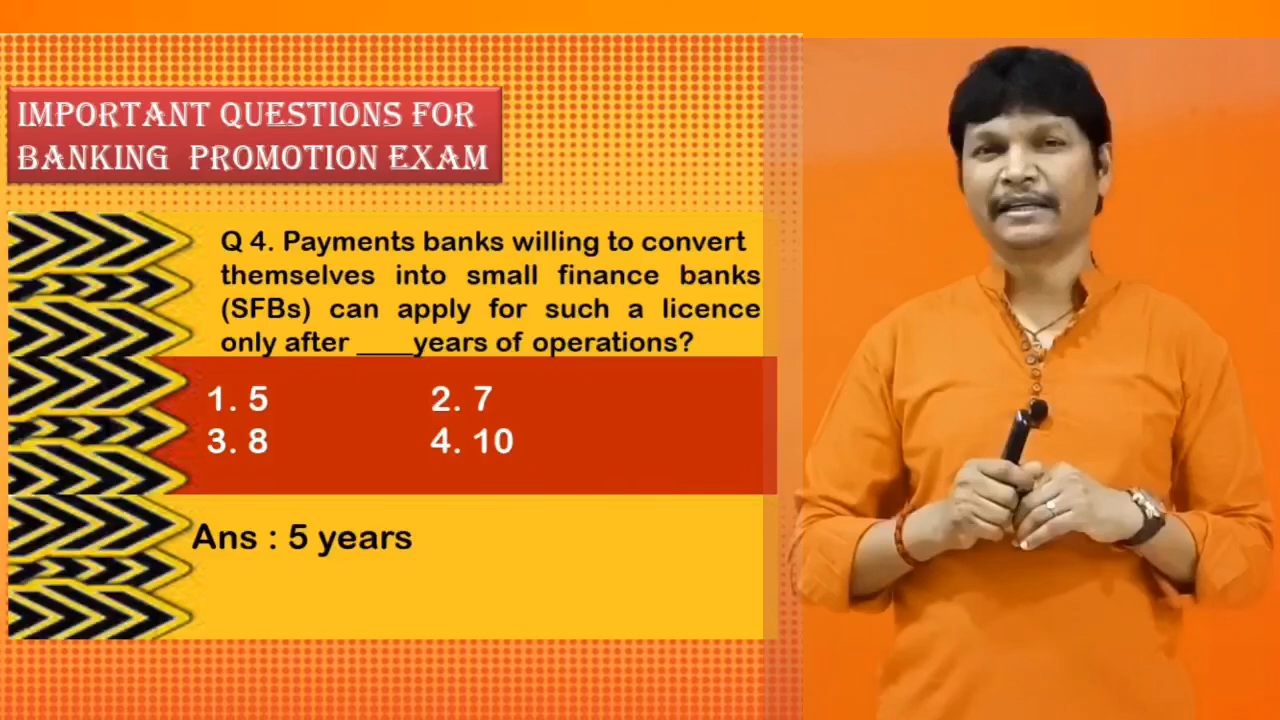 IMPORTANT QUESTIONS FOR
BANKING PROMOTION EXAM
Q 4. Payments banks willing to convert
themselves into small finance banks
(SFBs) can apply for such a licence
only after ____years of operations?
1. 5 2. 7
3. 8 4. 10
Ans : 5 years